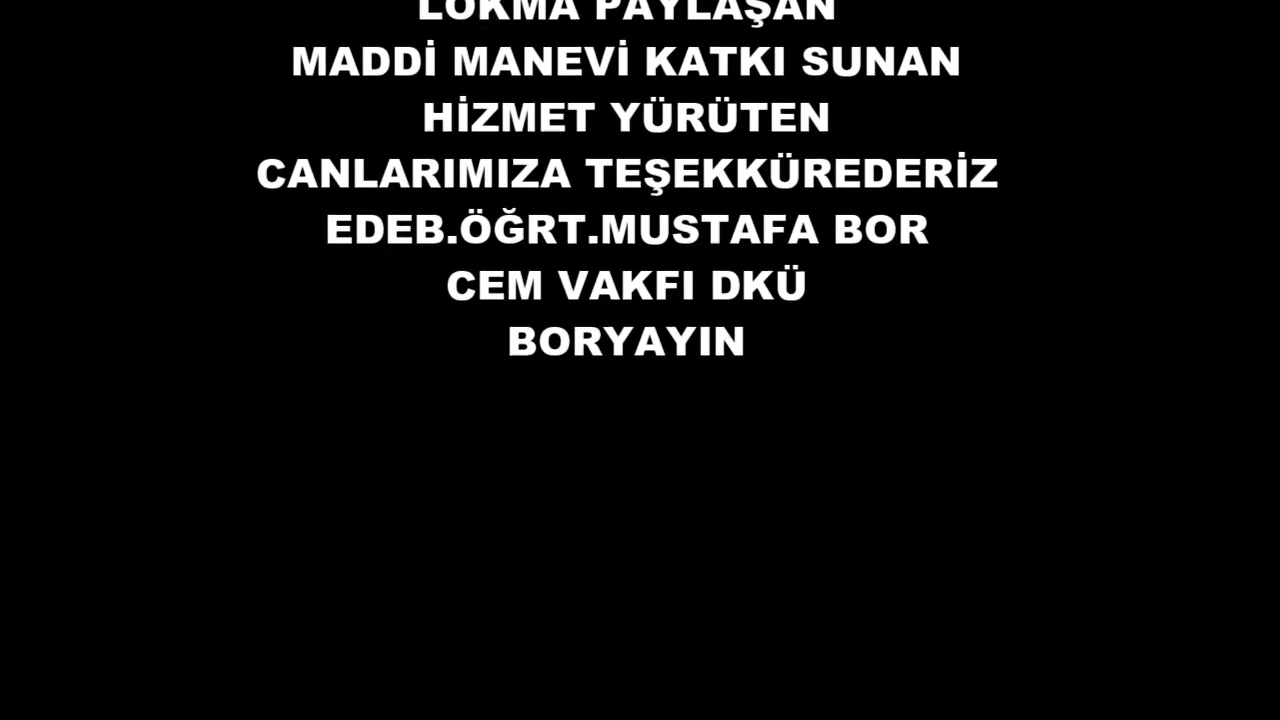 LOKMA PAYLAŞAN
MADDİ MANEVİ KATKI SUNAN
HİZMET YÜRÜTEN
CANLARIMIZA TEŞEKKÜREDERİZ
EDEB.ÖĞRT.MUSTAFA BOR
CEM VAKFI DKÜ
BORYAYIN